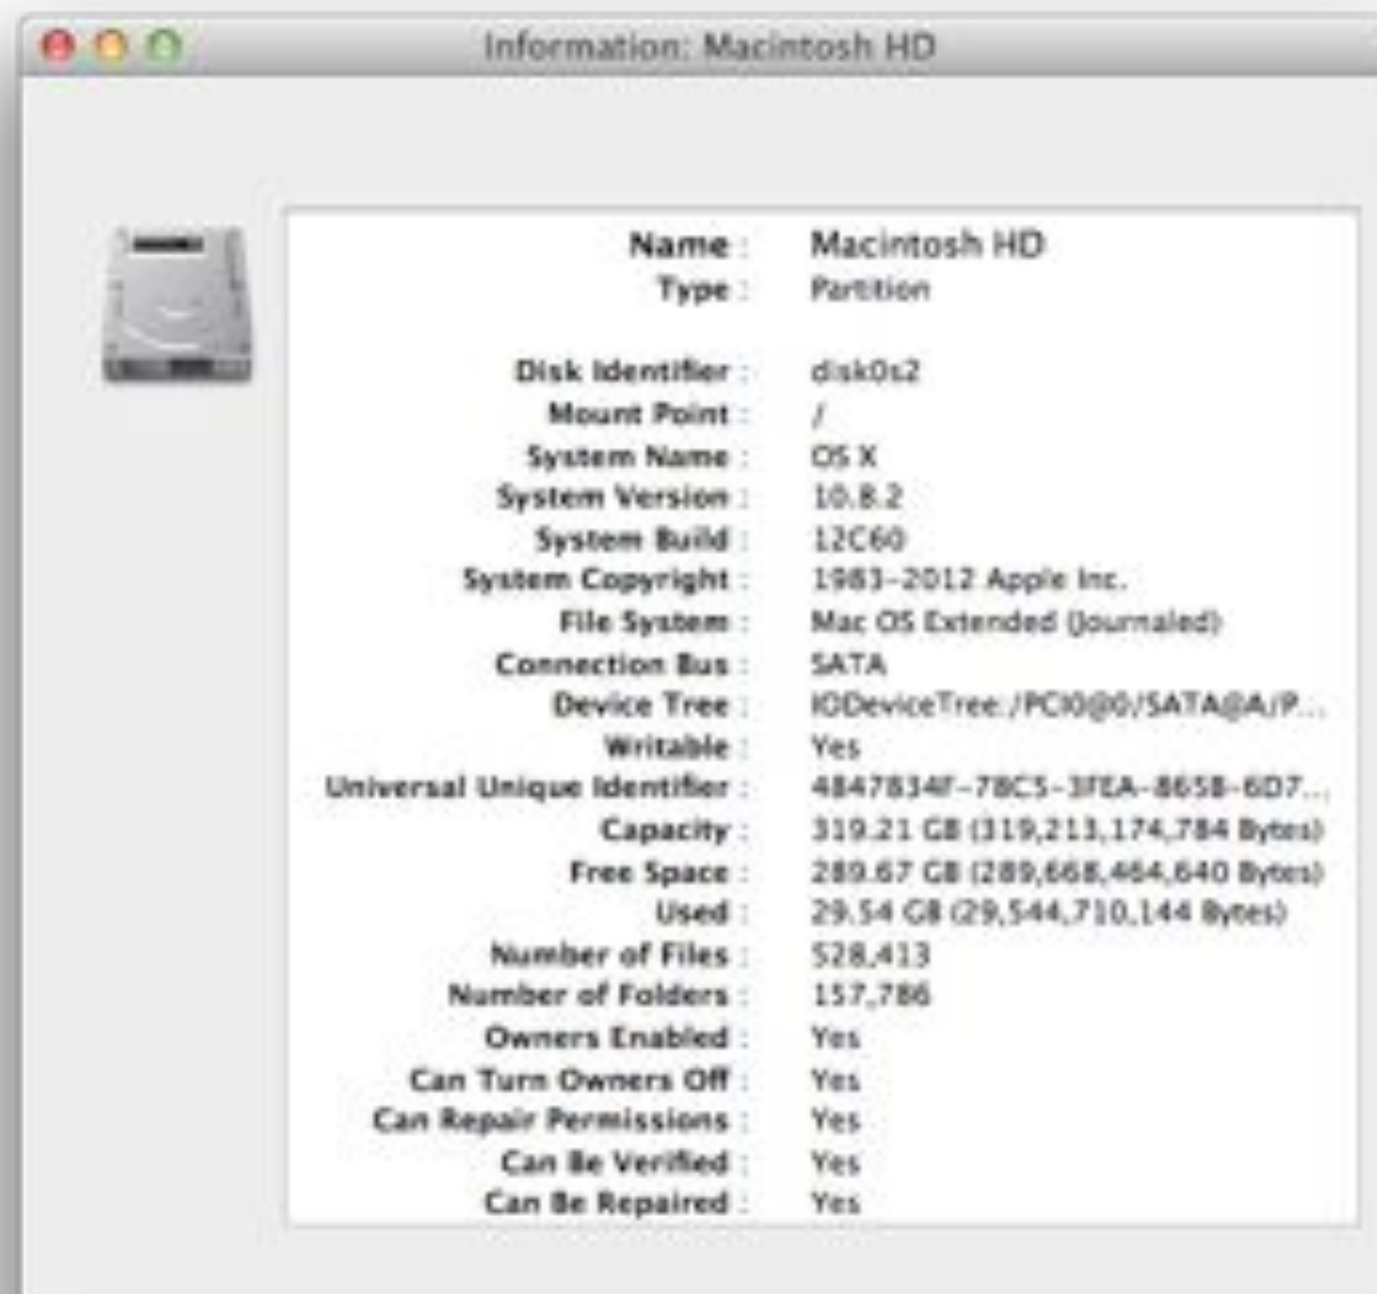 Information: Macintosh HD
Name : Macintosh HD
Type : Partition
Disk Identifier : disk0s2
Mount Point : /
System Name : OS X
System Version : 10.8.2
System Build : 12C60
System Copyright : 1983-2012 Apple Inc.
File System : Mac OS Extended (Journaled)
Connection Bus : SATA
Device Tree : IODeviceTree:/PCI0@0/SATA@A/P...
Writable : Yes
Universal Unique Identifier : 4847834F-78C5-3FEA-865B-6D7...
Capacity : 319.21 GB (319,213,174,784 Bytes)
Free Space : 289.67 GB (289,668,464,640 Bytes)
Used : 29.54 GB (29,544,710,144 Bytes)
Number of Files : 528,413
Number of Folders : 157,786
Owners Enabled : Yes
Can Turn Owners Off : Yes
Can Repair Permissions : Yes
Can Be Verified : Yes
Can Be Repaired : Yes